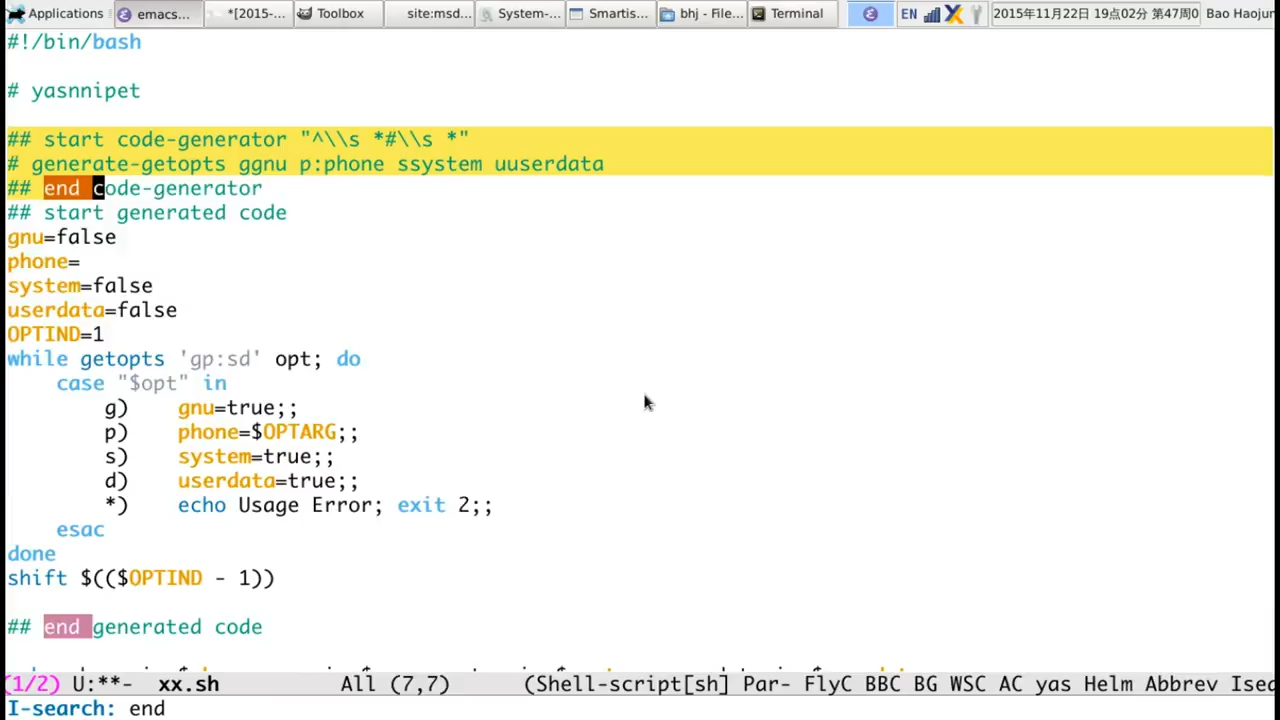 Applications emacs... *[2015-... Toolbox site:msd... System-... Smartis... bhj - File... Terminal EN 2015年11月22日 19点02分 第47周0 Bao Haojun
#!/bin/bash
# yasnnipet
## start code-generator "^\\s *#\\s *"
# generate-getopts ggnu p:phone ssystem uuserdata
## end code-generator
## start generated code
gnu=false
phone=
system=false
userdata=false
OPTIND=1
while getopts 'gp:sd' opt; do
    case "$opt" in
        g)    gnu=true;;
        p)    phone=$OPTARG;;
        s)    system=true;;
        d)    userdata=true;;
        *)    echo Usage Error; exit 2;;
    esac
done
shift $(($OPTIND - 1))
## end generated code
(1/2) U:**-  xx.sh          All (7,7)      (Shell-script[sh] Par- FlyC BBC BG WSC AC yas Helm Abbrev Ised
I-search: end